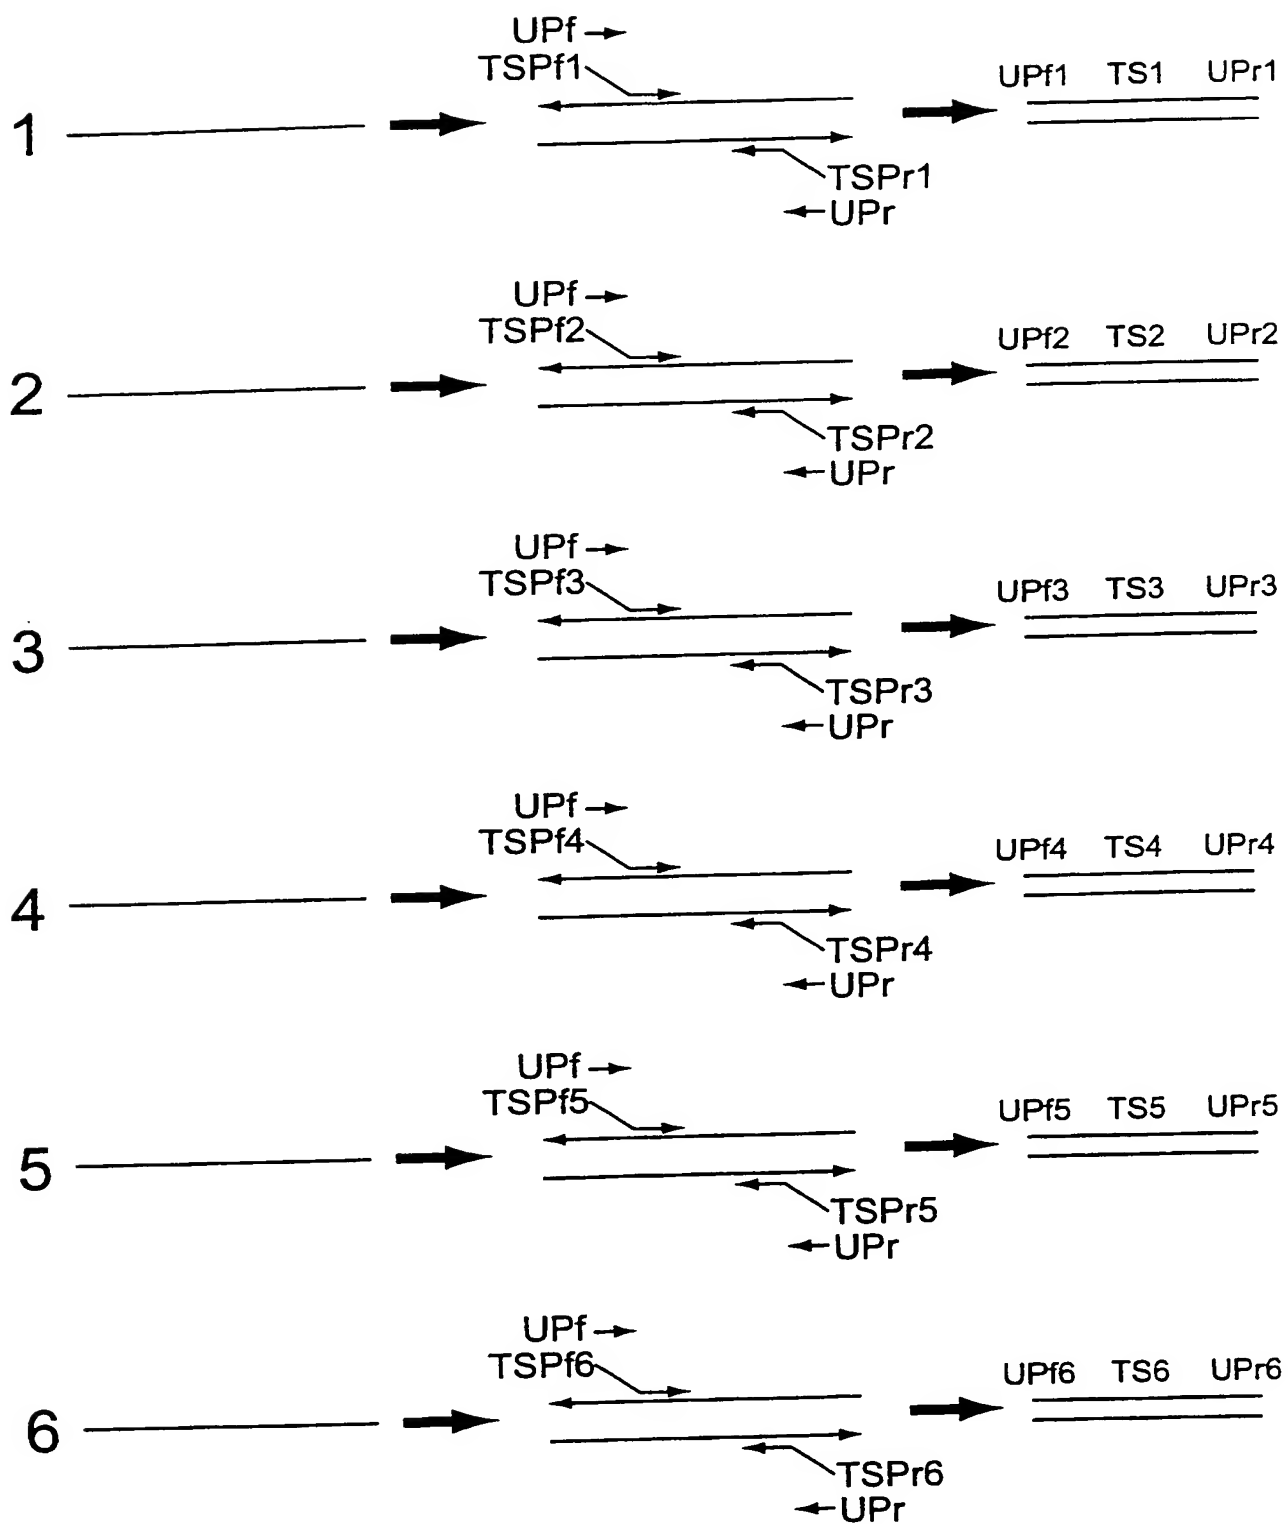 UPf
TSPf1
UPf1 TS1 UPr1
1
TSPr1
UPr
UPf
TSPf2
UPf2 TS2 UPr2
2
TSPr2
UPr
UPf
TSPf3
UPf3 TS3 UPr3
3
TSPr3
UPr
UPf
TSPf4
UPf4 TS4 UPr4
4
TSPr4
UPr
UPf
TSPf5
UPf5 TS5 UPr5
5
TSPr5
UPr
UPf
TSPf6
UPf6 TS6 UPr6
6
TSPr6
UPr